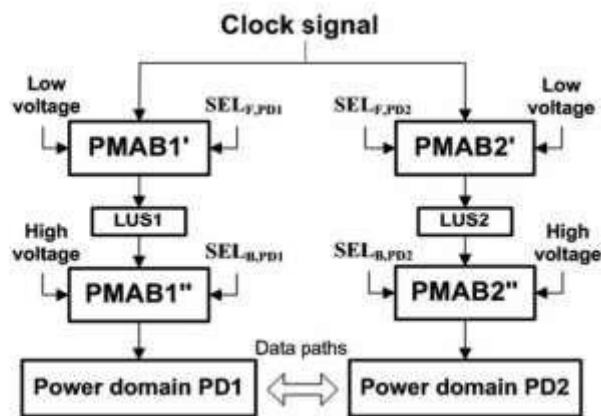 Clock signal
Low
voltage
SEL_F,PD1
SEL_F,PD2
Low
voltage
PMAB1'
PMAB2'
LUS1
LUS2
High
voltage
SEL_B,PD1
SEL_B,PD2
High
voltage
PMAB1"
PMAB2"
Data paths
Power domain PD1
Power domain PD2